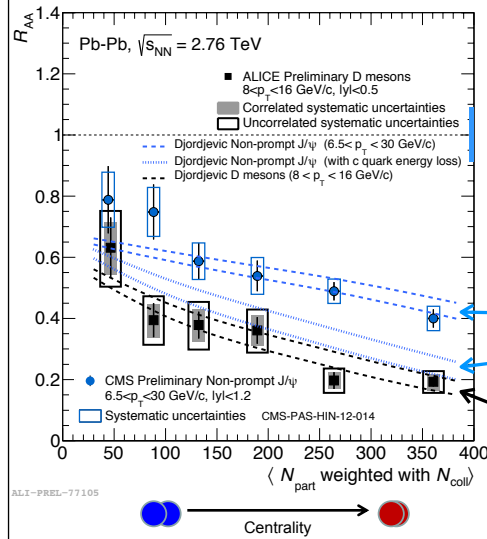 R_AA
1.4
1.2
1
0.8
0.6
0.4
0.2
0
Pb-Pb, √s_NN = 2.76 TeV
ALICE Preliminary D mesons
8<p_T<16 GeV/c, |y|<0.5
Correlated systematic uncertainties
Uncorrelated systematic uncertainties
Djordjevic Non-prompt J/ψ (6.5< p_T < 30 GeV/c)
Djordjevic Non-prompt J/ψ (with c quark energy loss)
Djordjevic D mesons (8 < p_T < 16 GeV/c)
CMS Preliminary Non-prompt J/ψ
6.5<p_T<30 GeV/c, |y|<1.2
Systematic uncertainties CMS-PAS-HIN-12-014
0 50 100 150 200 250 300 350 400
⟨ N_part weighted with N_coll⟩
ALI-PREL-77105
Centrality